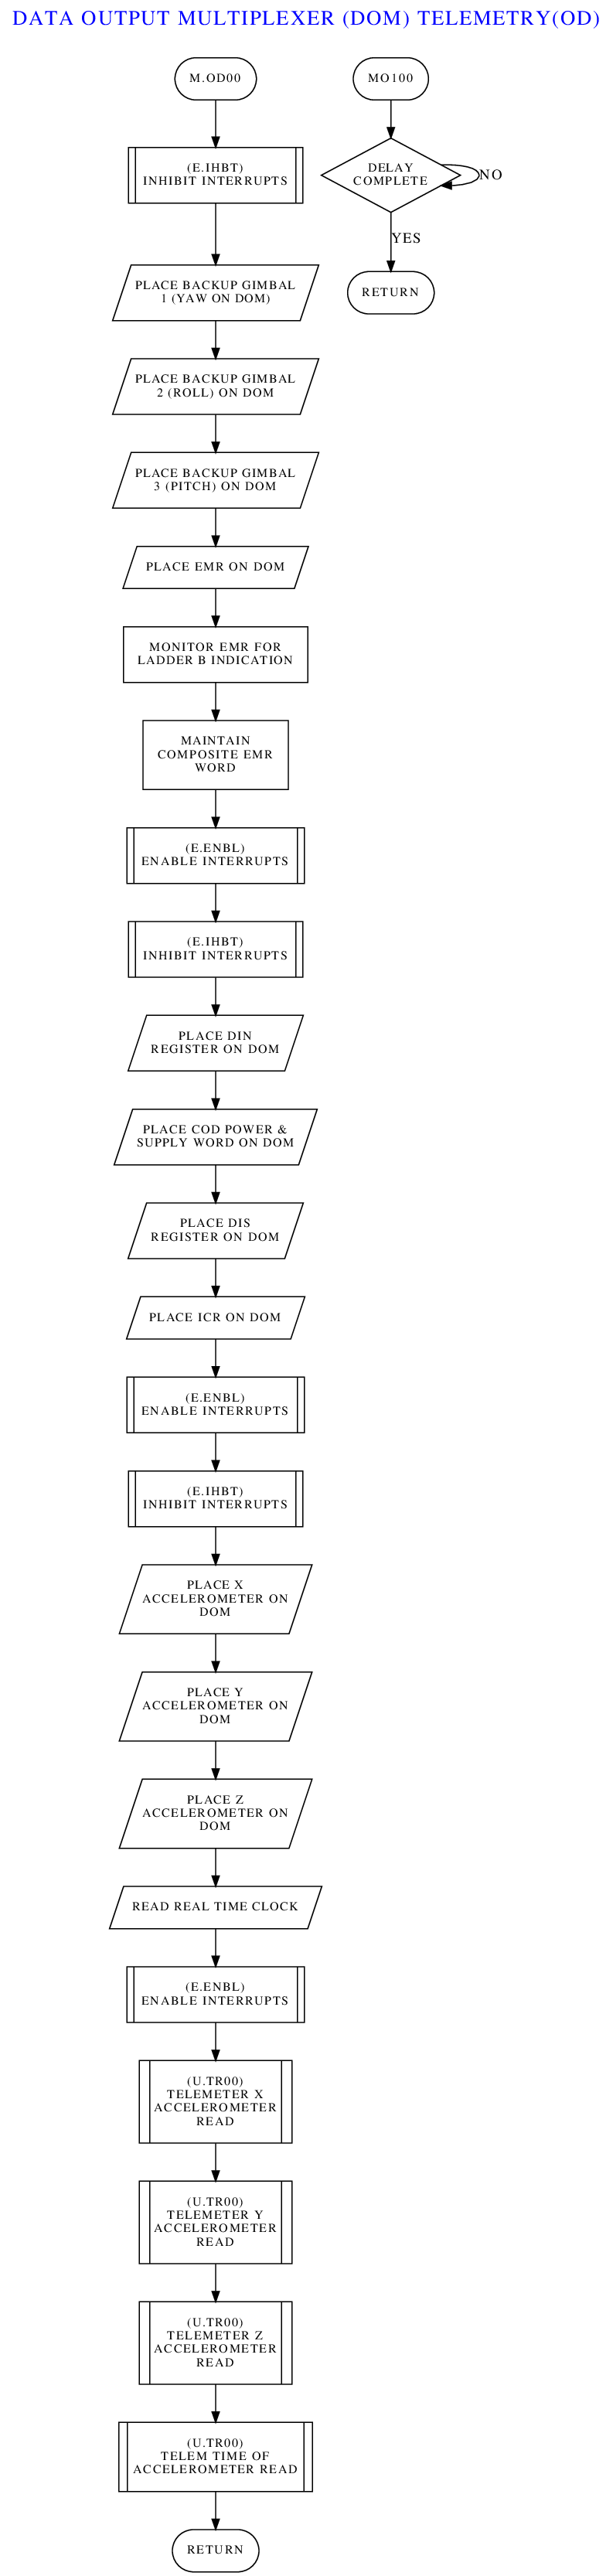 DATA OUTPUT MULTIPLEXER (DOM) TELEMETRY(OD)
M.OD00
(E.IHBT)
INHIBIT INTERRUPTS
PLACE BACKUP GIMBAL
1 (YAW ON DOM)
PLACE BACKUP GIMBAL
2 (ROLL) ON DOM
PLACE BACKUP GIMBAL
3 (PITCH) ON DOM
PLACE EMR ON DOM
MONITOR EMR FOR
LADDER B INDICATION
MAINTAIN
COMPOSITE EMR
WORD
(E.ENBL)
ENABLE INTERRUPTS
(E.IHBT)
INHIBIT INTERRUPTS
PLACE DIN
REGISTER ON DOM
PLACE COD POWER &
SUPPLY WORD ON DOM
PLACE DIS
REGISTER ON DOM
PLACE ICR ON DOM
(E.ENBL)
ENABLE INTERRUPTS
(E.IHBT)
INHIBIT INTERRUPTS
PLACE X
ACCELEROMETER ON
DOM
PLACE Y
ACCELEROMETER ON
DOM
PLACE Z
ACCELEROMETER ON
DOM
READ REAL TIME CLOCK
(E.ENBL)
ENABLE INTERRUPTS
(U.TR00)
TELEMETER X
ACCELEROMETER
READ
(U.TR00)
TELEMETER Y
ACCELEROMETER
READ
(U.TR00)
TELEMETER Z
ACCELEROMETER
READ
(U.TR00)
TELEM TIME OF
ACCELEROMETER READ
RETURN
MO100
DELAY
COMPLETE
NO
YES
RETURN